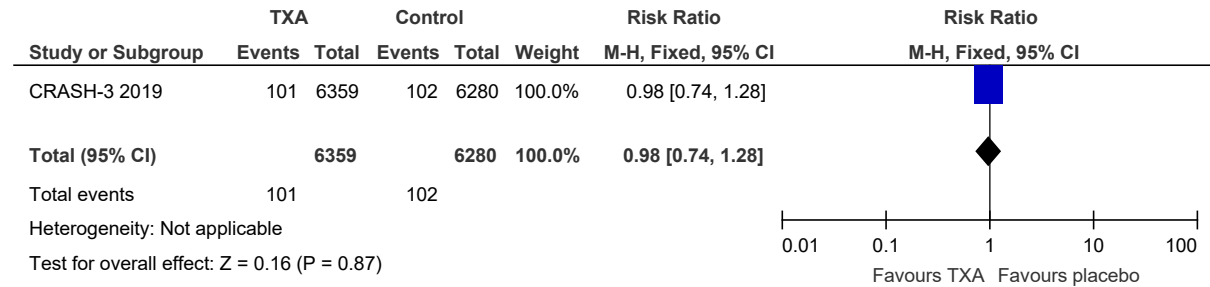 TXA Control Risk Ratio Risk Ratio
Study or Subgroup Events Total Events Total Weight M-H, Fixed, 95% CI M-H, Fixed, 95% CI
CRASH-3 2019 101 6359 102 6280 100.0% 0.98 [0.74, 1.28]
Total (95% CI) 6359 6280 100.0% 0.98 [0.74, 1.28]
Total events 101 102
Heterogeneity: Not applicable
Test for overall effect: Z = 0.16 (P = 0.87)
0.01 0.1 1 10 100
Favours TXA Favours placebo